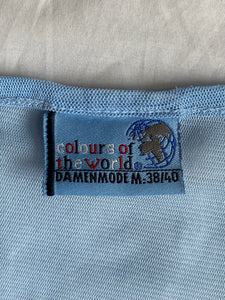 colours of
the world®
DAMENMODE M: 38/40